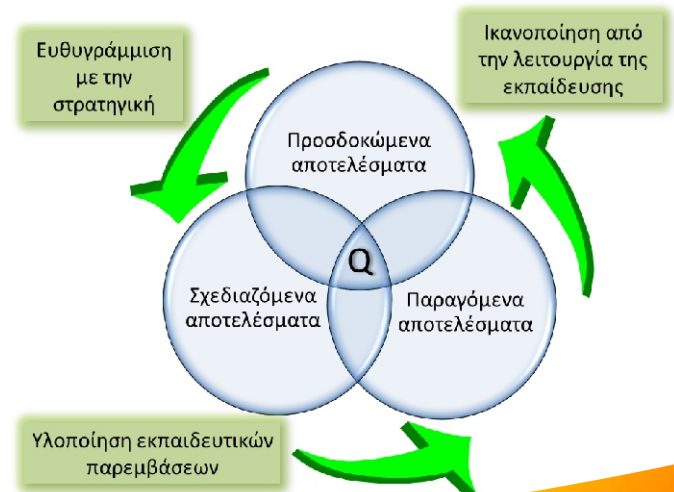 Ευθυγράμμιση
με την
στρατηγική
Ικανοποίηση από
την λειτουργία της
εκπαίδευσης
Προσδοκώμενα
αποτελέσματα
Q
Σχεδιαζόμενα
αποτελέσματα
Παραγόμενα
αποτελέσματα
Υλοποίηση εκπαιδευτικών
παρεμβάσεων